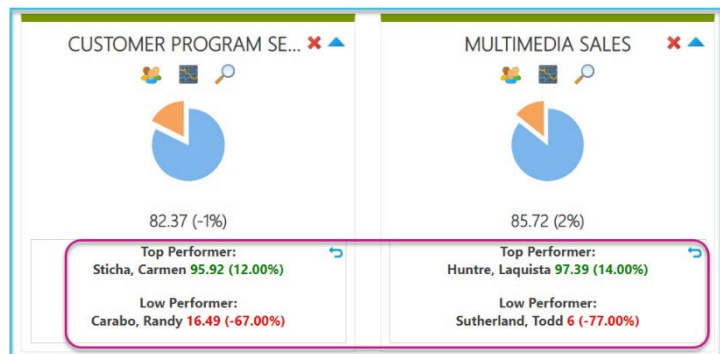 CUSTOMER PROGRAM SE...
82.37 (-1%)
Top Performer:
Sticha, Carmen 95.92 (12.00%)
Low Performer:
Carabo, Randy 16.49 (-67.00%)
MULTIMEDIA SALES
85.72 (2%)
Top Performer:
Huntre, Laquista 97.39 (14.00%)
Low Performer:
Sutherland, Todd 6 (-77.00%)